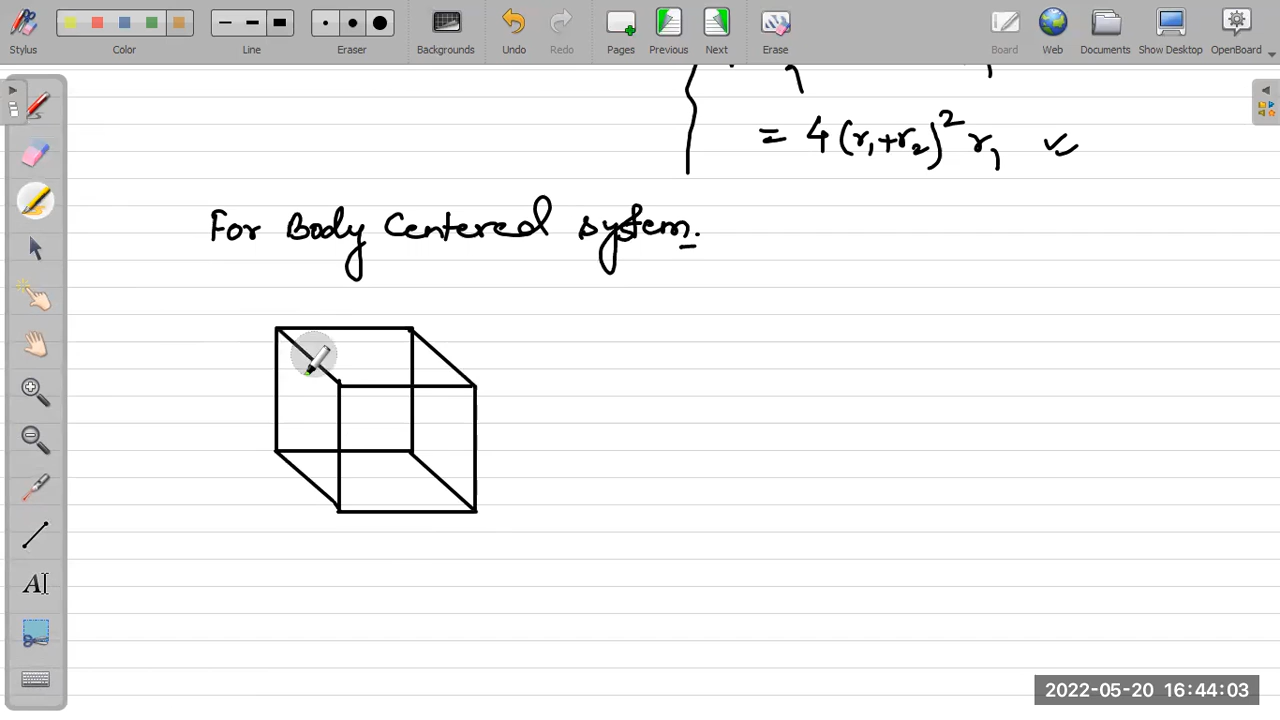 Stylus Color Line Eraser Backgrounds Undo Redo Pages Previous Next Erase Board Web Documents Show Desktop OpenBoard
= 4(r₁+r₂)² r₁
For Body Centered system.
AI
2022-05-20 16:44:03